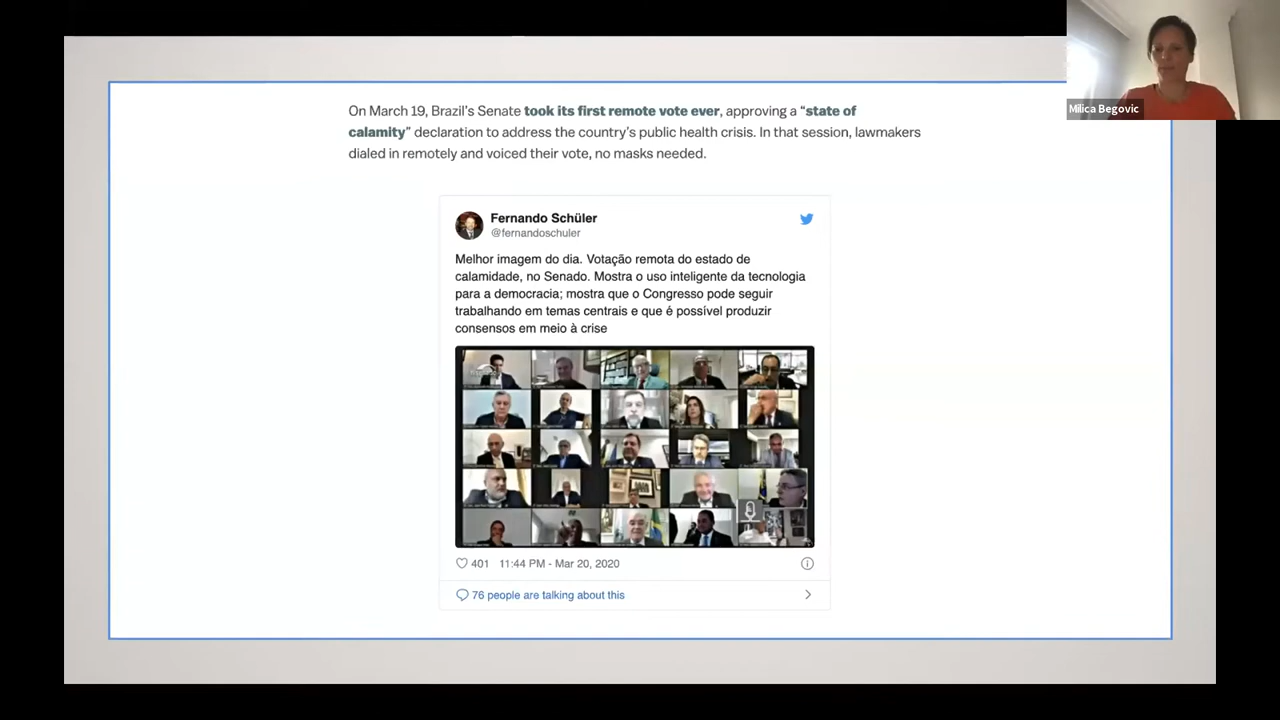 Milica Begovic
On March 19, Brazil's Senate took its first remote vote ever, approving a “state of
calamity” declaration to address the country's public health crisis. In that session, lawmakers
dialed in remotely and voiced their vote, no masks needed.
Fernando Schüler
@fernandoschuler
Melhor imagem do dia. Votação remota do estado de
calamidade, no Senado. Mostra o uso inteligente da tecnologia
para a democracia; mostra que o Congresso pode seguir
trabalhando em temas centrais e que é possível produzir
consensos em meio à crise
401 11:44 PM - Mar 20, 2020
76 people are talking about this